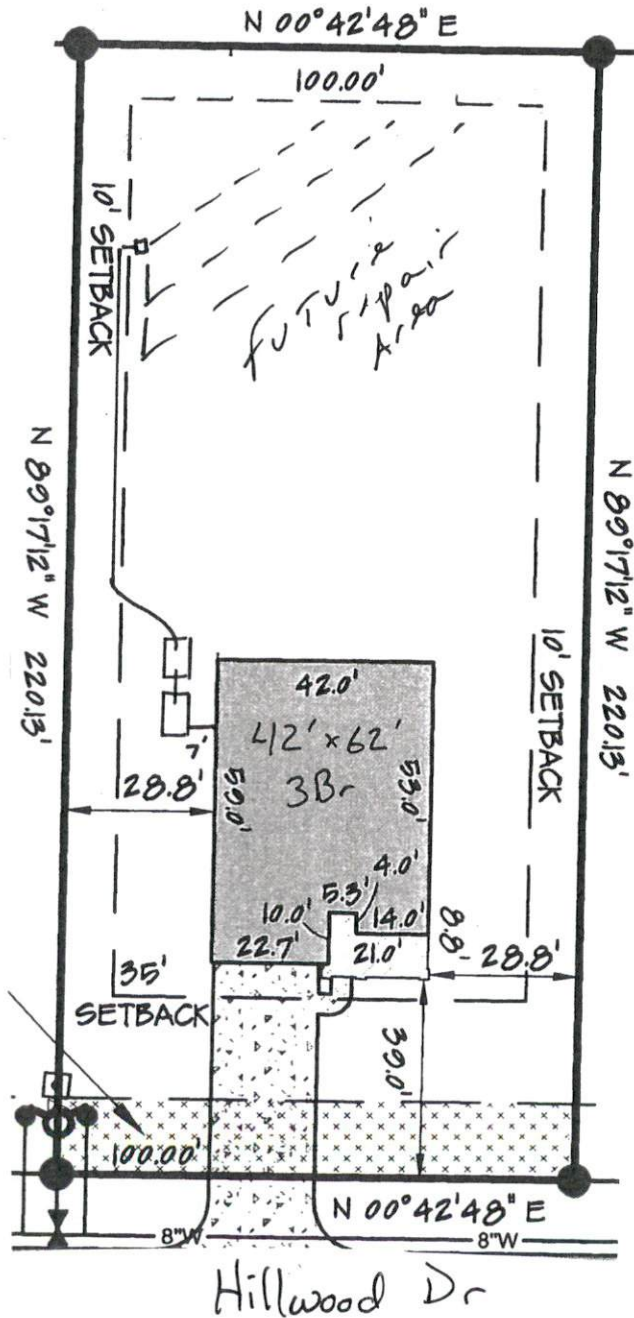 N 00°42'48" E
100.00'
10' SETBACK
FUTURE
repair
Area
N 89°17'12" W 220.13'
N 89°17'12" W 220.13'
10' SETBACK
42.0'
42' x 62'
3Br
7'
28.8'
59.0'
53.0'
4.0'
5.3'
10.0'
14.0'
22.7'
21.0'
8.8'
28.8'
35'
SETBACK
39.0'
100.00'
N 00°42'48" E
8"W
8"W
Hillwood Dr